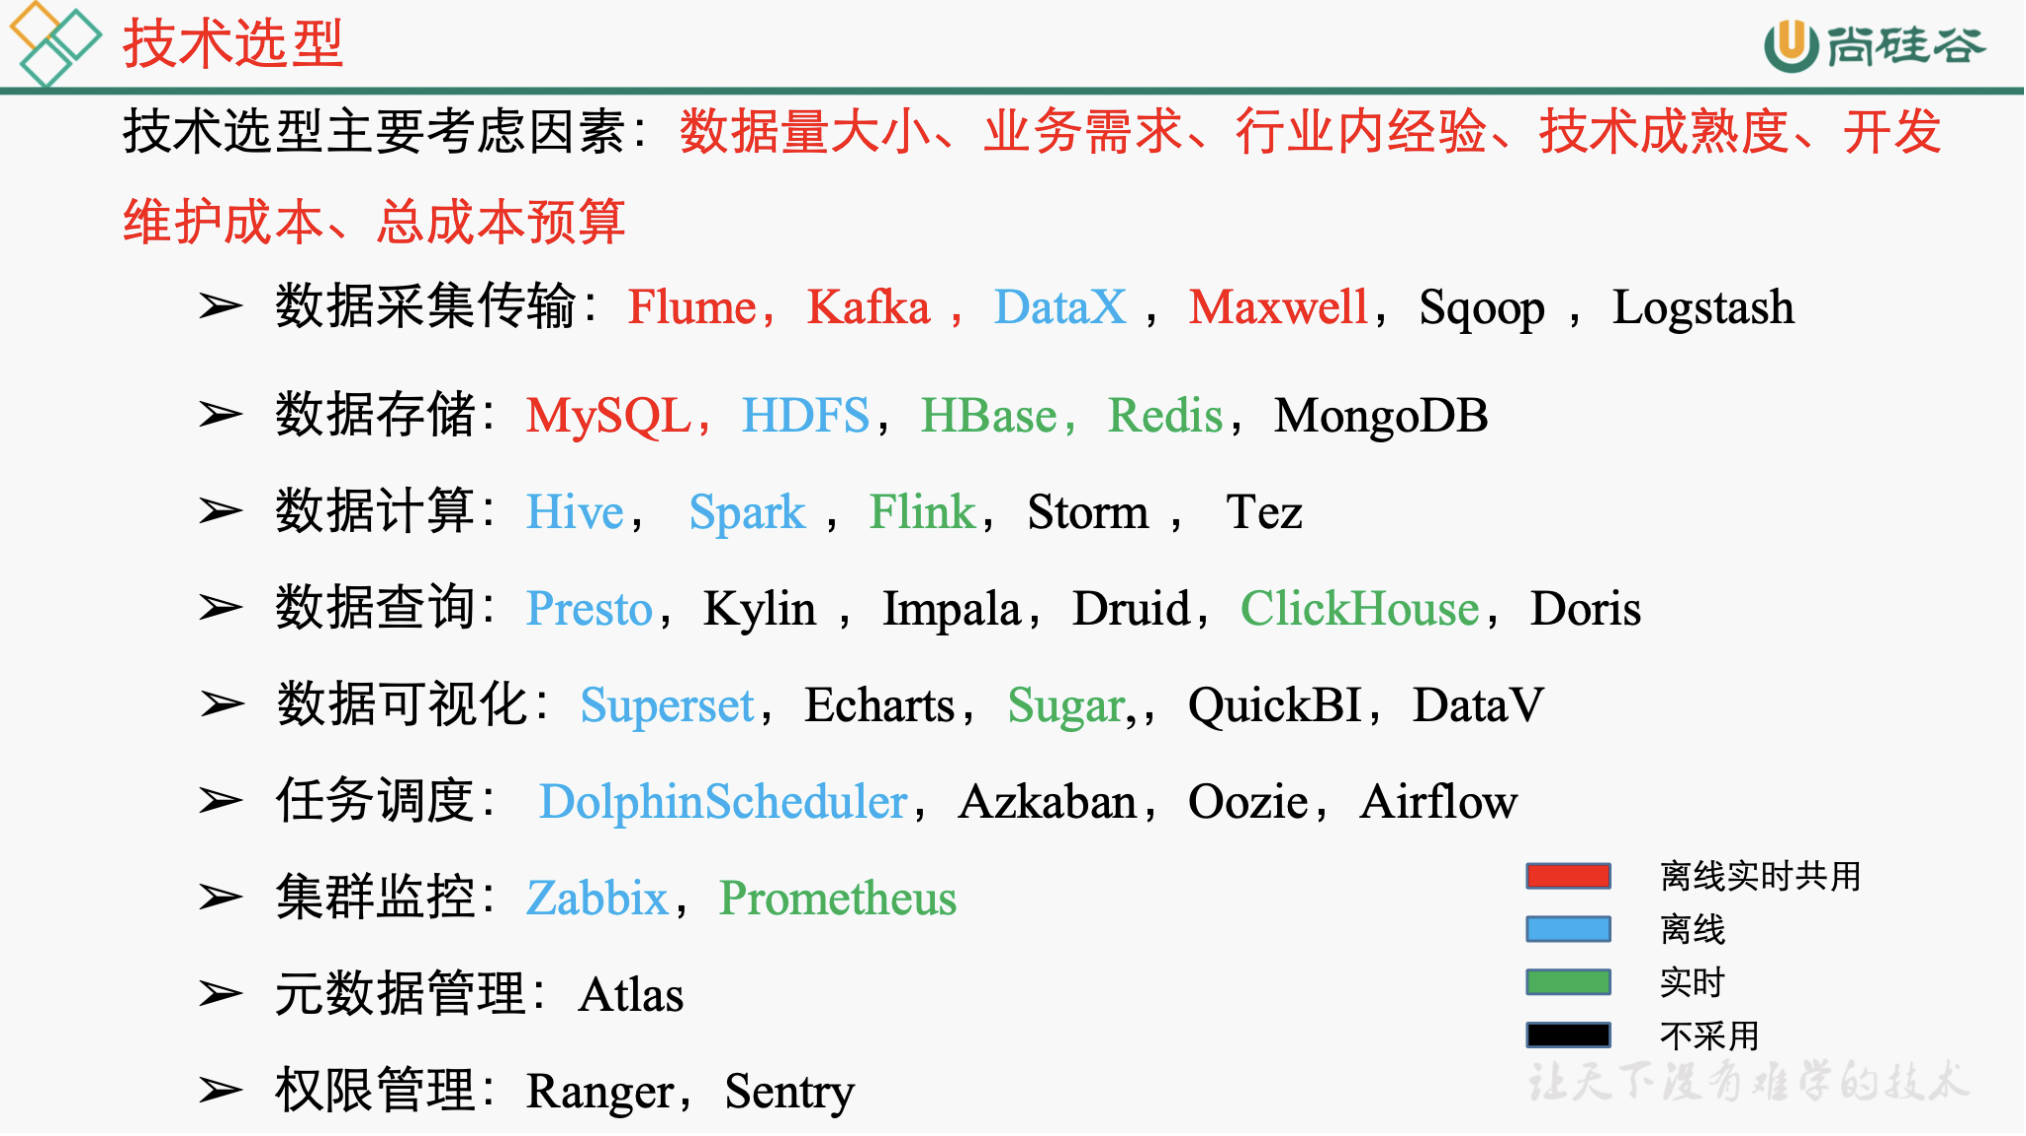 技术选型
尚硅谷
技术选型主要考虑因素：数据量大小、业务需求、行业内经验、技术成熟度、开发
维护成本、总成本预算
➢ 数据采集传输：Flume，Kafka ，DataX ，Maxwell，Sqoop ，Logstash
➢ 数据存储：MySQL，HDFS，HBase，Redis，MongoDB
➢ 数据计算：Hive， Spark ，Flink，Storm ， Tez
➢ 数据查询：Presto，Kylin ，Impala，Druid，ClickHouse，Doris
➢ 数据可视化：Superset，Echarts，Sugar,，QuickBI，DataV
➢ 任务调度： DolphinScheduler，Azkaban，Oozie，Airflow
➢ 集群监控：Zabbix，Prometheus
➢ 元数据管理：Atlas
➢ 权限管理：Ranger，Sentry
离线实时共用
离线
实时
不采用
让天下没有难学的技术